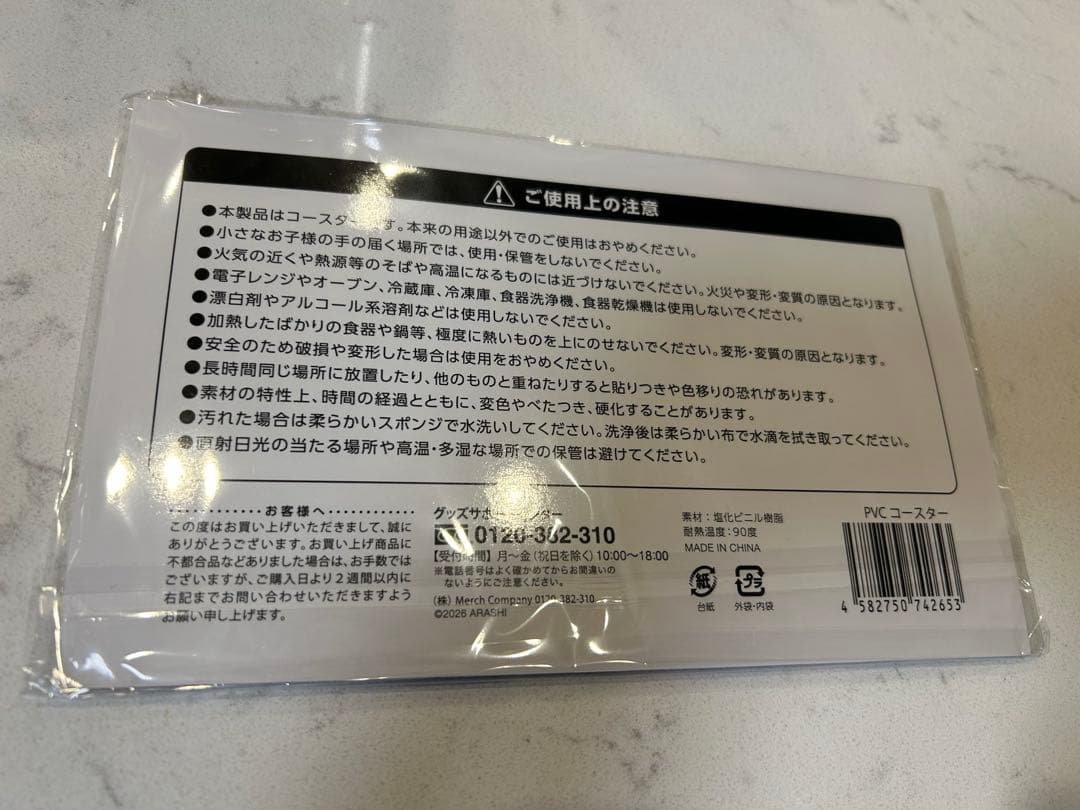 ご使用上の注意
●本製品はコースターです。本来の用途以外でのご使用はおやめください。
●小さなお子様の手の届く場所では、使用・保管をしないでください。
●火気の近くや熱源等のそばや高温になるものには近づけないでください。火災や変形・変質の原因となります。
●電子レンジやオーブン、冷蔵庫、冷凍庫、食器洗浄機、食器乾燥機は使用しないでください。
●漂白剤やアルコール系溶剤などは使用しないでください。
●加熱したばかりの食器や鍋等、極度に熱いものを上にのせないでください。変形・変質の原因となります。
●安全のため破損や変形した場合は使用をおやめください。
●長時間同じ場所に放置したり、他のものと重ねたりすると貼りつきや色移りの恐れがあります。
●素材の特性上、時間の経過とともに、変色やべたつき、硬化することがあります。
●汚れた場合は柔らかいスポンジで水洗いしてください。洗浄後は柔らかい布で水滴を拭き取ってください。
●直射日光の当たる場所や高温・多湿な場所での保管は避けてください。
お客様へ
この度はお買い上げいただきまして、誠に
ありがとうございます。お買い上げ商品に
不都合品などありました場合は、お手数では
ございますが、ご購入日より2週間以内に
右記までお問い合わせいただきますよう
お願い申し上げます。
グッズサポートセンター
0120-382-310
【受付時間】月～金(祝日を除く)10:00～18:00
※電話番号はよく確かめてからお間違いの
ないようにご注意ください。
(株) Merch Company 0120-382-310
©2026 ARASHI
素材：塩化ビニル樹脂
耐熱温度：90度
MADE IN CHINA
紙
台紙
プラ
外袋・内袋
PVC コースター
4 582750 742653